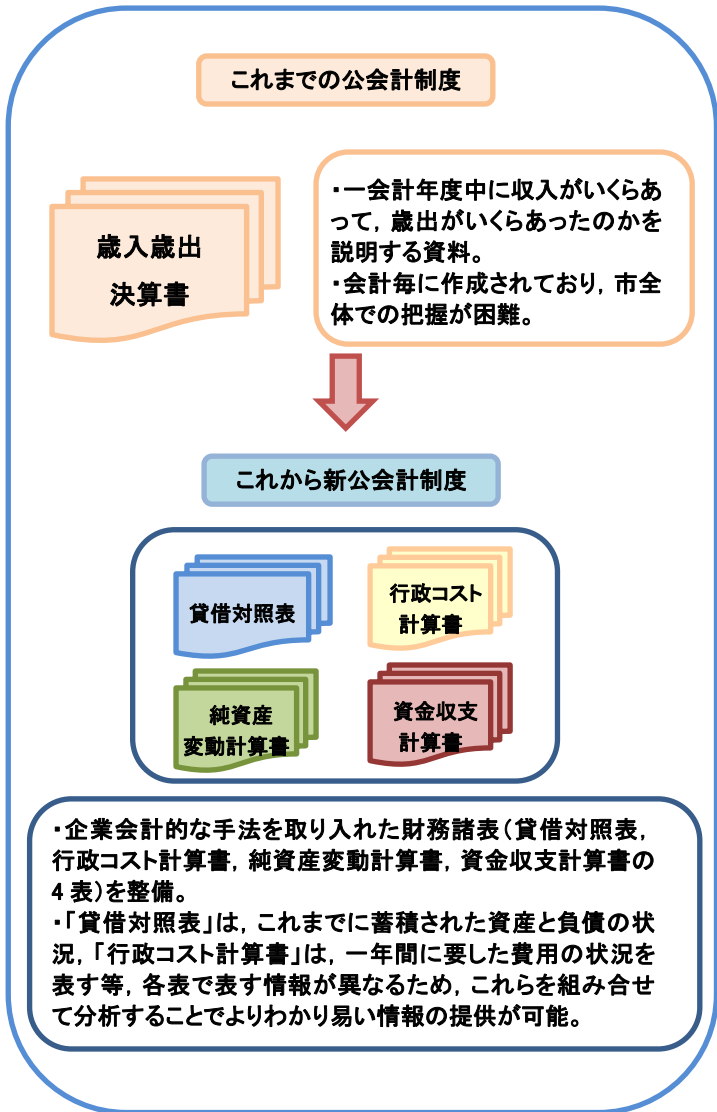 これまでの公会計制度
歳入歳出
決算書
・一会計年度中に収入がいくらあ
って，歳出がいくらあったのかを
説明する資料。
・会計毎に作成されており，市全
体での把握が困難。
これから新公会計制度
貸借対照表
行政コスト
計算書
純資産
変動計算書
資金収支
計算書
・企業会計的な手法を取り入れた財務諸表（貸借対照表，
行政コスト計算書，純資産変動計算書，資金収支計算書の
4 表）を整備。
・「貸借対照表」は，これまでに蓄積された資産と負債の状
況，「行政コスト計算書」は，一年間に要した費用の状況を
表す等，各表で表す情報が異なるため，これらを組み合せ
て分析することでよりわかり易い情報の提供が可能。